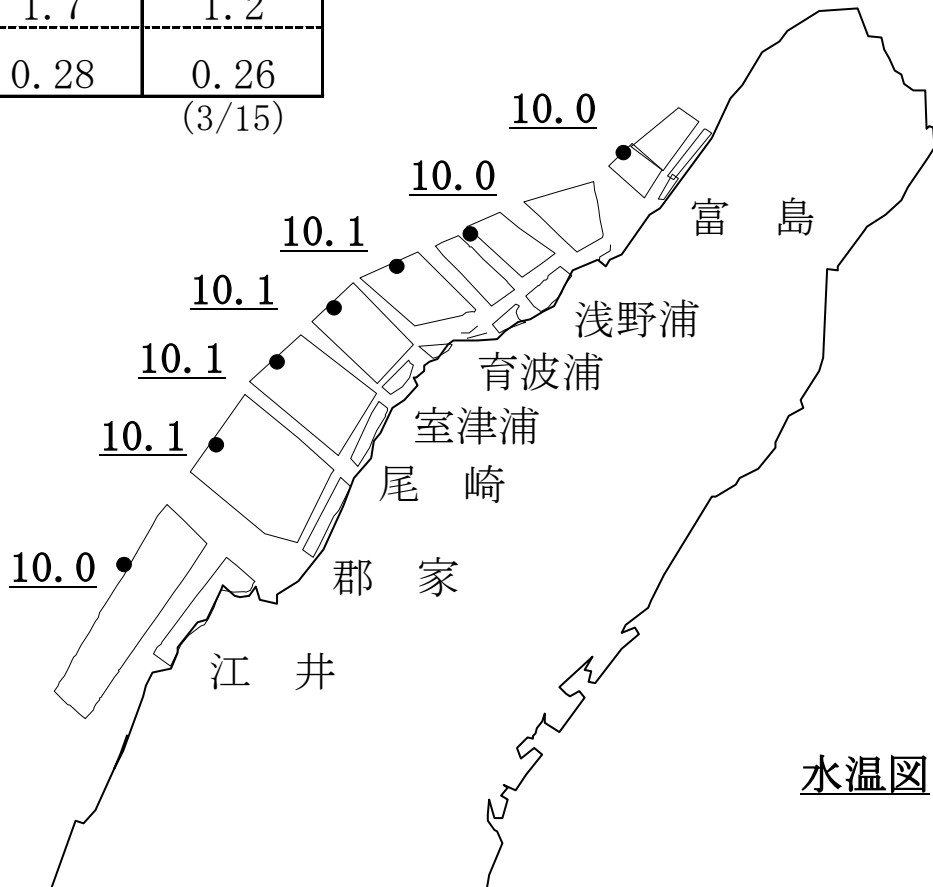 1.7 1.2
0.28 0.26
(3/15)
10.0
10.0
富 島
10.1
10.1
浅野浦
10.1
育波浦
室津浦
10.1
尾 崎
10.0
郡 家
江 井
水温図